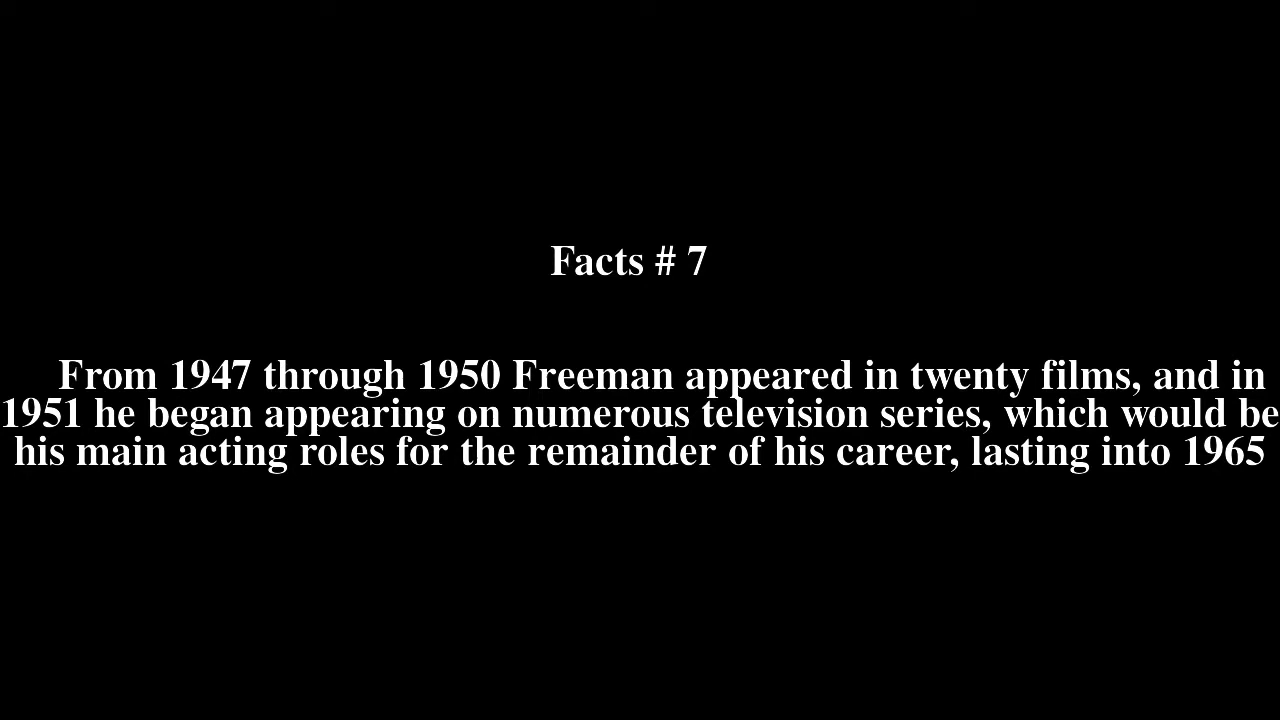 Facts # 7
From 1947 through 1950 Freeman appeared in twenty films, and in
1951 he began appearing on numerous television series, which would be
his main acting roles for the remainder of his career, lasting into 1965